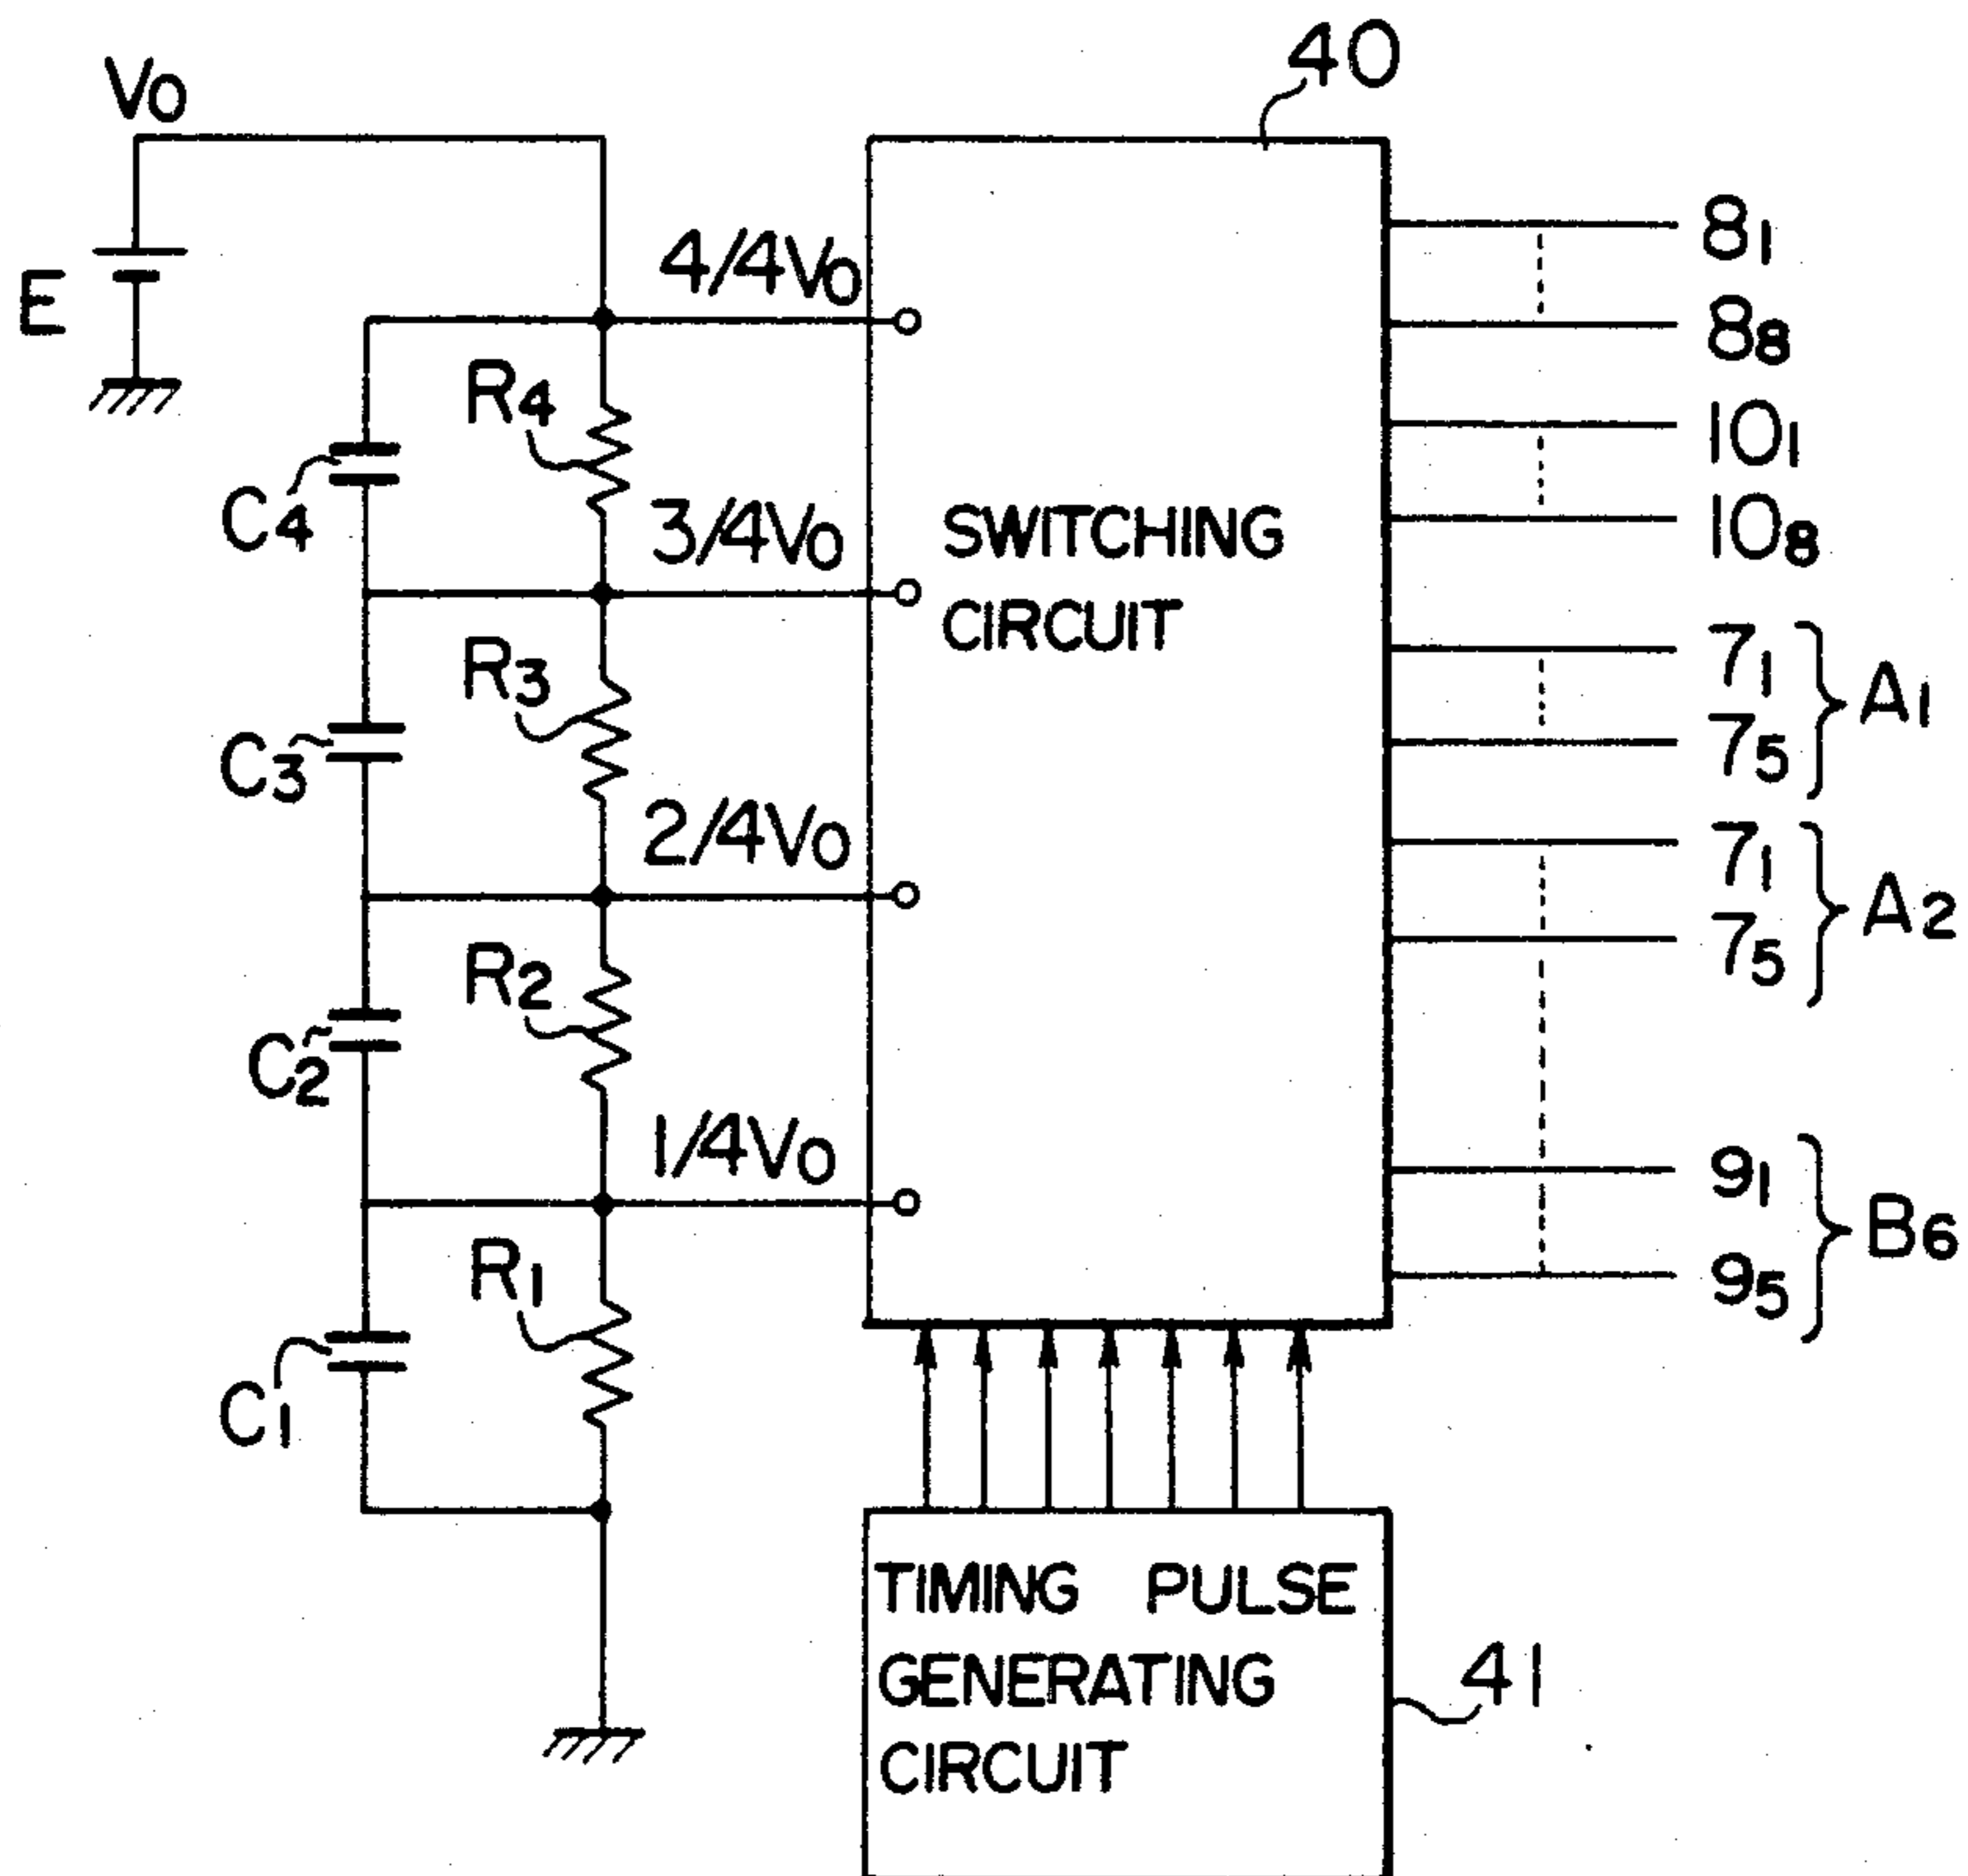 40
Vo
E
4/4Vo
R4
C4
3/4Vo
SWITCHING
CIRCUIT
R3
C3
2/4Vo
R2
C2
1/4Vo
R1
C1
81
88
101
108
71
75
A1
71
75
A2
91
95
B6
TIMING PULSE
GENERATING
CIRCUIT
41